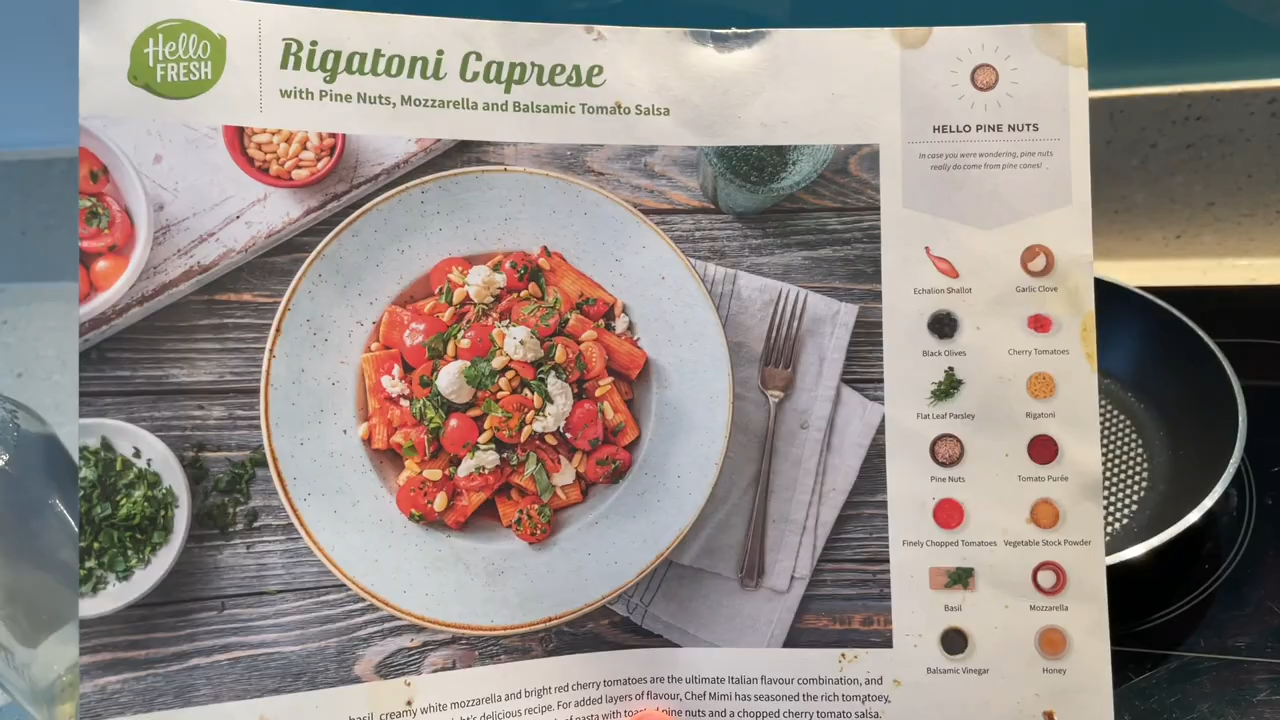 Hello
FRESH
Rigatoni Caprese
with Pine Nuts, Mozzarella and Balsamic Tomato Salsa
HELLO PINE NUTS
In case you were wondering, pine nuts
really do come from pine cones!
Echalion Shallot
Garlic Clove
Black Olives
Cherry Tomatoes
Flat Leaf Parsley
Rigatoni
Pine Nuts
Tomato Purée
Finely Chopped Tomatoes
Vegetable Stock Powder
Basil
Mozzarella
Balsamic Vinegar
Honey
basil, creamy white mozzarella and bright red cherry tomatoes are the ultimate Italian flavour combination, and
delicious recipe. For added layers of flavour, Chef Mimi has seasoned the rich tomatoey,
pasta with pine nuts and a chopped cherry tomato salsa.